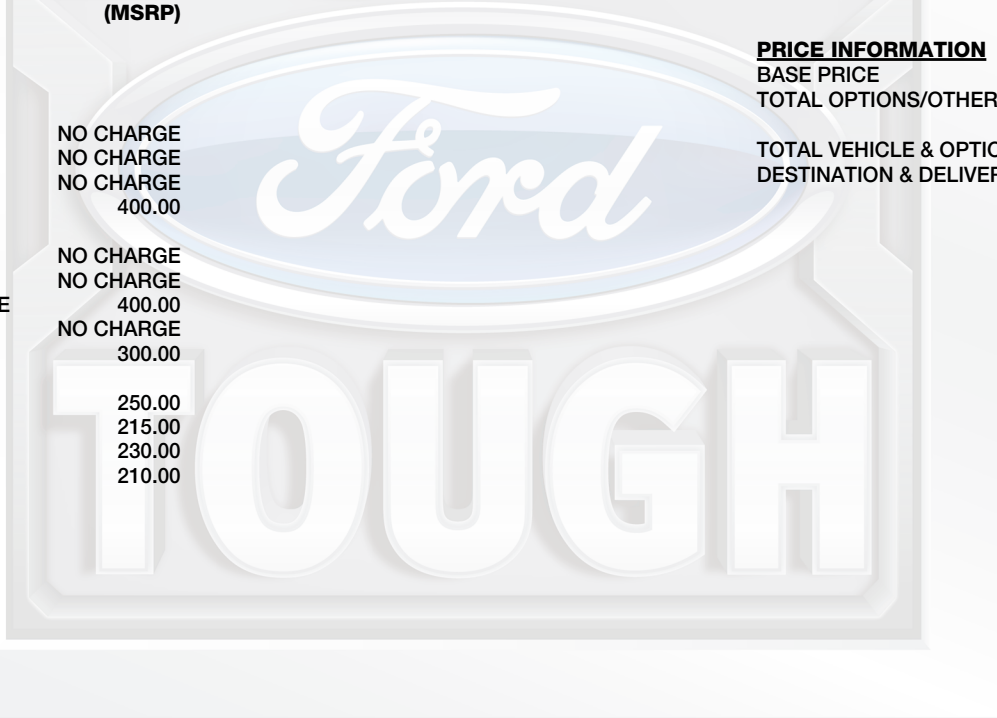 (MSRP)
NO CHARGE
NO CHARGE
NO CHARGE
400.00
NO CHARGE
NO CHARGE
E 400.00
NO CHARGE
300.00
250.00
215.00
230.00
210.00
PRICE INFORMATION
BASE PRICE
TOTAL OPTIONS/OTHER
TOTAL VEHICLE & OPTIO
DESTINATION & DELIVER
Ford
TOUGH